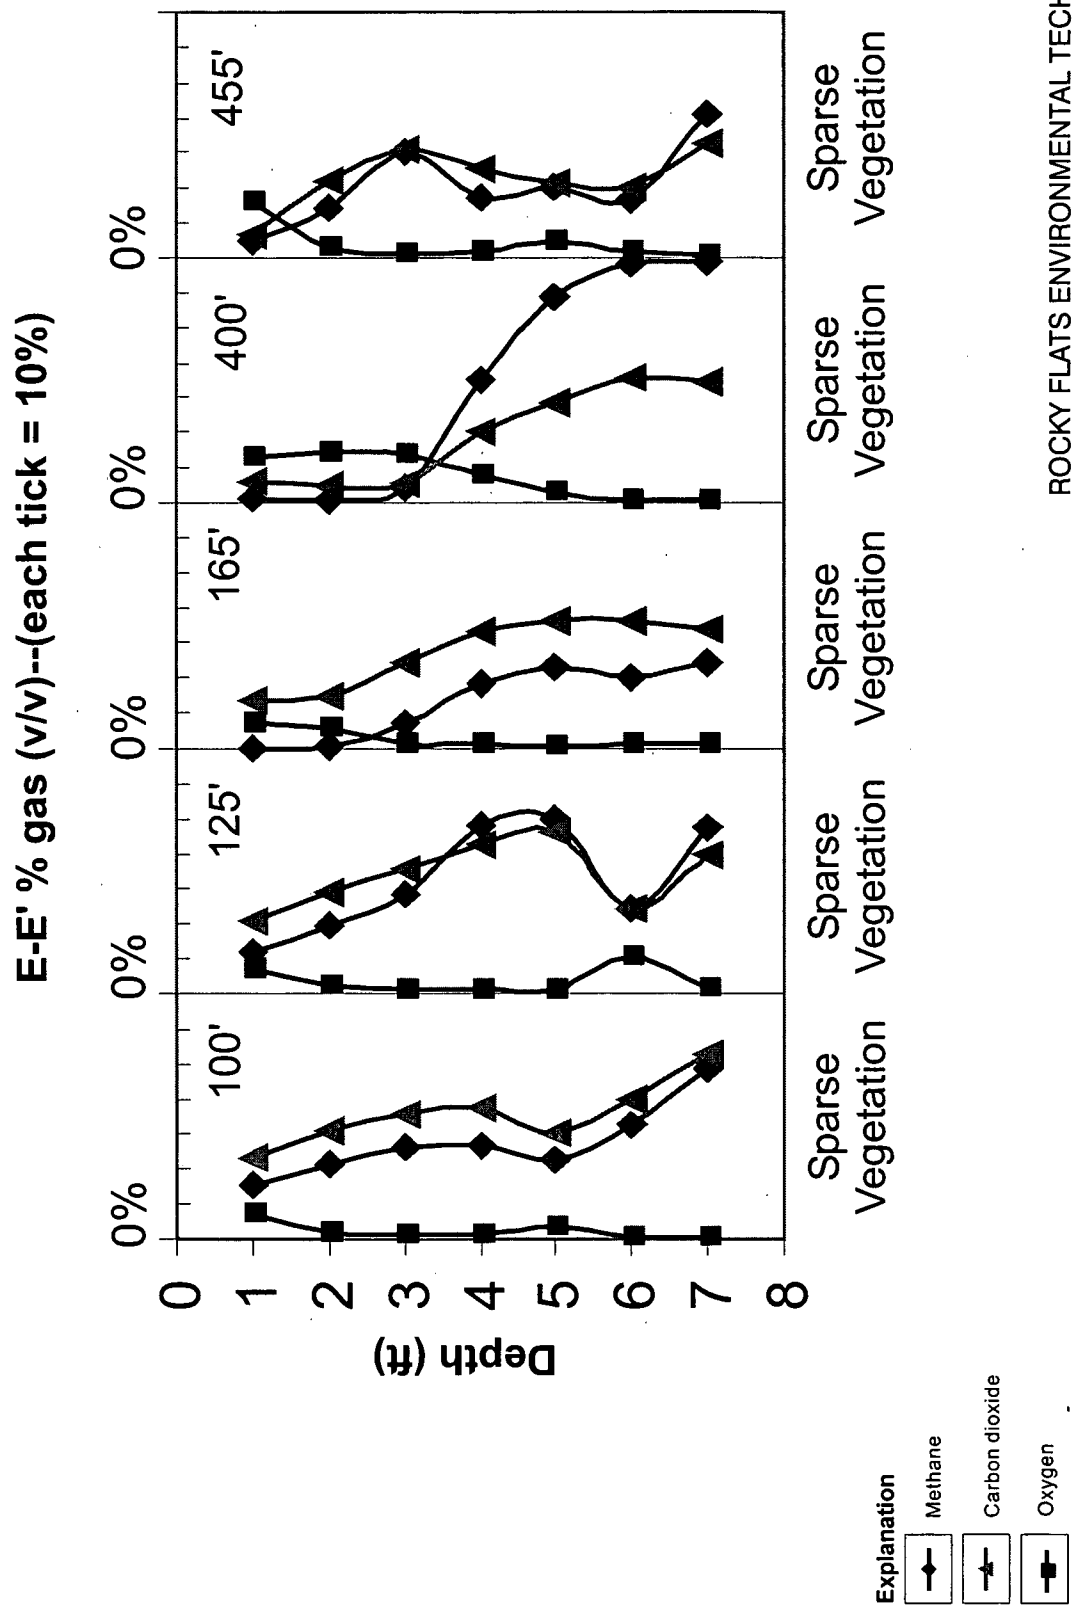 E-E' % gas (v/v)--(each tick = 10%)
0%
0%
0%
0%
0%
100'
125'
165'
400'
455'
0
1
2
3
4
5
6
7
8
Depth (ft)
Sparse
Vegetation
Sparse
Vegetation
Sparse
Vegetation
Sparse
Vegetation
Sparse
Vegetation
Explanation
Methane
Carbon dioxide
Oxygen
ROCKY FLATS ENVIRONMENTAL TECH